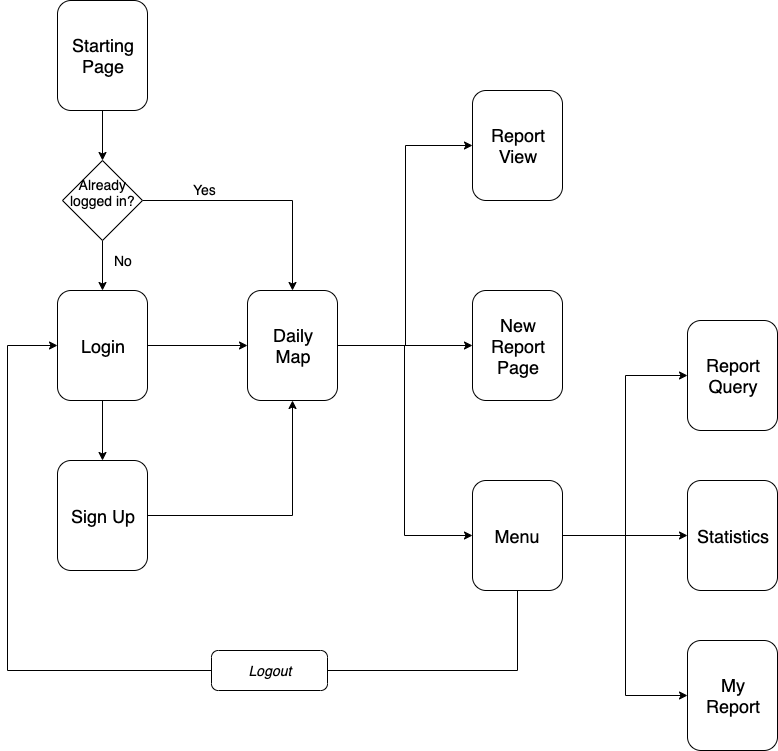 Starting
Page
Already
logged in?
Yes
No
Login
Daily
Map
Sign Up
Report
View
New
Report
Page
Menu
Report
Query
Statistics
My
Report
Logout